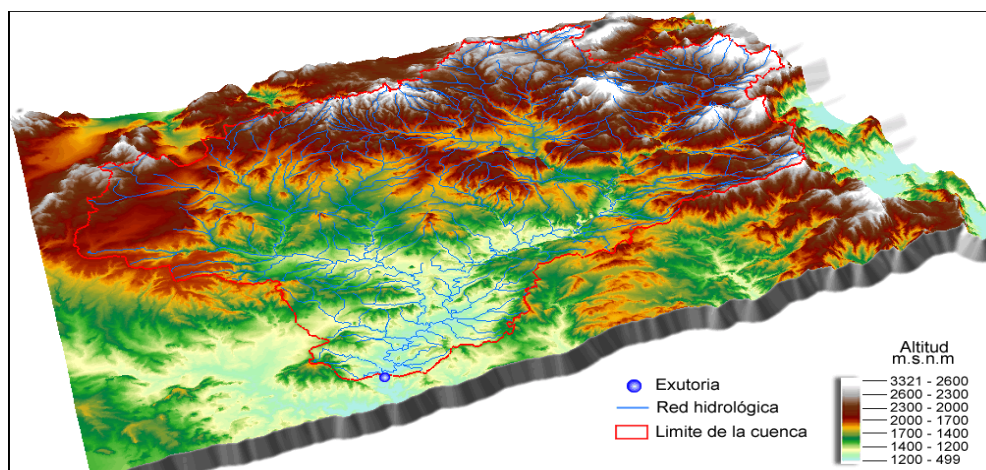 Exutoria
Red hidrológica
Limite de la cuenca
Altitud
m.s.n.m
3321 - 2600
2600 - 2300
2300 - 2000
2000 - 1700
1700 - 1400
1400 - 1200
1200 - 499